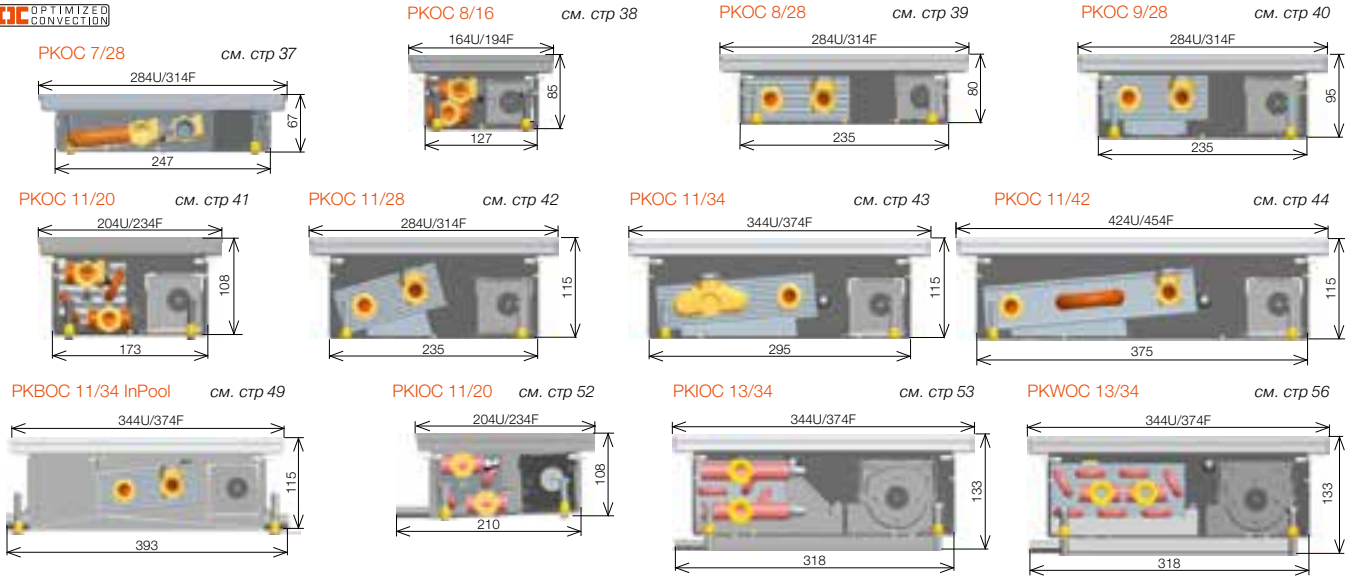 OPTIMIZED
CONVECTION
PKOC 7/28 см. стр 37
284U/314F
67
247
PKOC 8/16 см. стр 38
164U/194F
85
127
PKOC 8/28 см. стр 39
284U/314F
80
235
PKOC 9/28 см. стр 40
284U/314F
95
235
PKOC 11/20 см. стр 41
204U/234F
108
173
PKOC 11/28 см. стр 42
284U/314F
115
235
PKOC 11/34 см. стр 43
344U/374F
115
295
PKOC 11/42 см. стр 44
424U/454F
115
375
PKBOC 11/34 InPool см. стр 49
344U/374F
115
393
PKIOC 11/20 см. стр 52
204U/234F
108
210
PKIOC 13/34 см. стр 53
344U/374F
133
318
PKWOC 13/34 см. стр 56
344U/374F
133
318